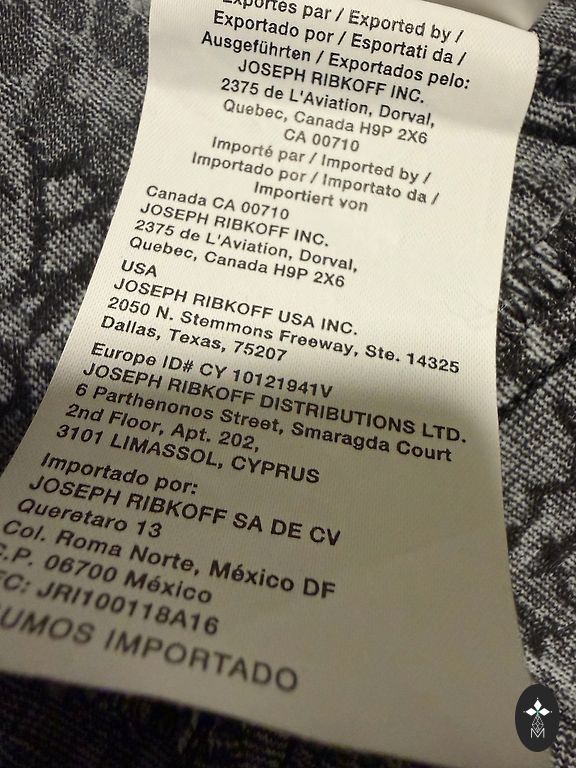 Exportés par / Exported by /
Exportado por / Esportati da /
Ausgeführten / Exportados pelo:
JOSEPH RIBKOFF INC.
2375 de L'Aviation, Dorval,
Quebec, Canada H9P 2X6
CA 00710
Importé par / Imported by /
Importado por / Importato da /
Importiert von
Canada CA 00710
JOSEPH RIBKOFF INC.
2375 de L'Aviation, Dorval,
Quebec, Canada H9P 2X6
USA
JOSEPH RIBKOFF USA INC.
2050 N. Stemmons Freeway, Ste. 14325
Dallas, Texas, 75207
Europe ID# CY 10121941V
JOSEPH RIBKOFF DISTRIBUTIONS LTD.
6 Parthenonos Street, Smaragda Court
2nd Floor, Apt. 202,
3101 LIMASSOL, CYPRUS
Importado por:
JOSEPH RIBKOFF SA DE CV
Queretaro 13
Col. Roma Norte, México DF
C.P. 06700 México
FC: JRI100118A16
UMOS IMPORTADO
M